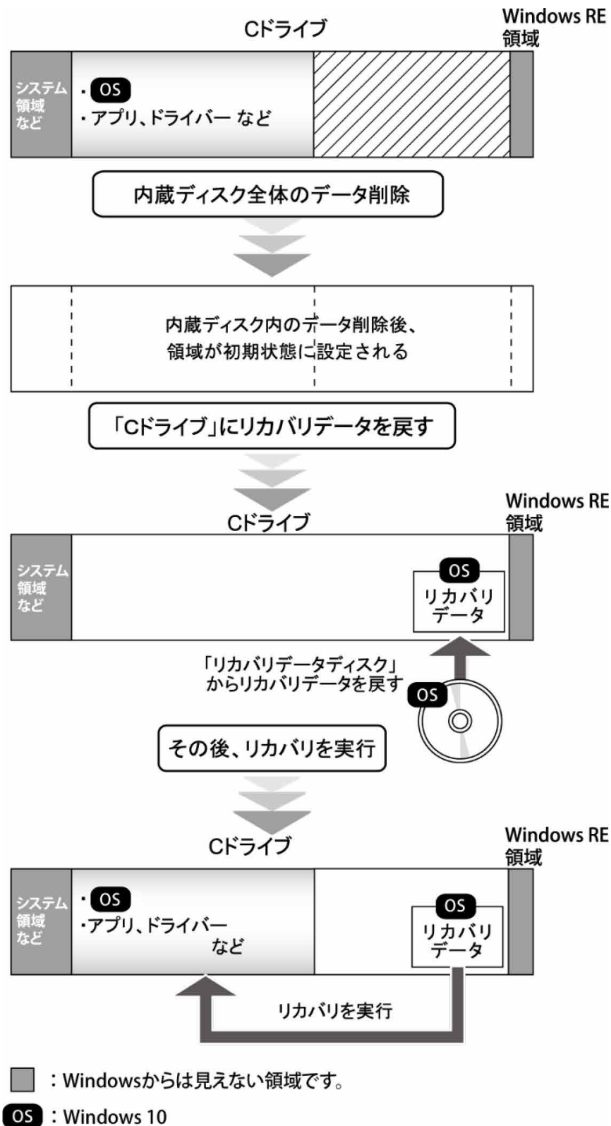 Cドライブ
Windows RE
領域
システム
領域
など
・OS
・アプリ、ドライバー など
内蔵ディスク全体のデータ削除
内蔵ディスク内のデータ削除後、
領域が初期状態に設定される
「Cドライブ」にリカバリデータを戻す
Cドライブ
Windows RE
領域
システム
領域
など
OS
リカバリ
データ
「リカバリデータディスク」
からリカバリデータを戻す
OS
その後、リカバリを実行
Cドライブ
Windows RE
領域
システム
領域
など
・OS
・アプリ、ドライバー
など
OS
リカバリ
データ
リカバリを実行
：Windowsからは見えない領域です。
OS：Windows 10